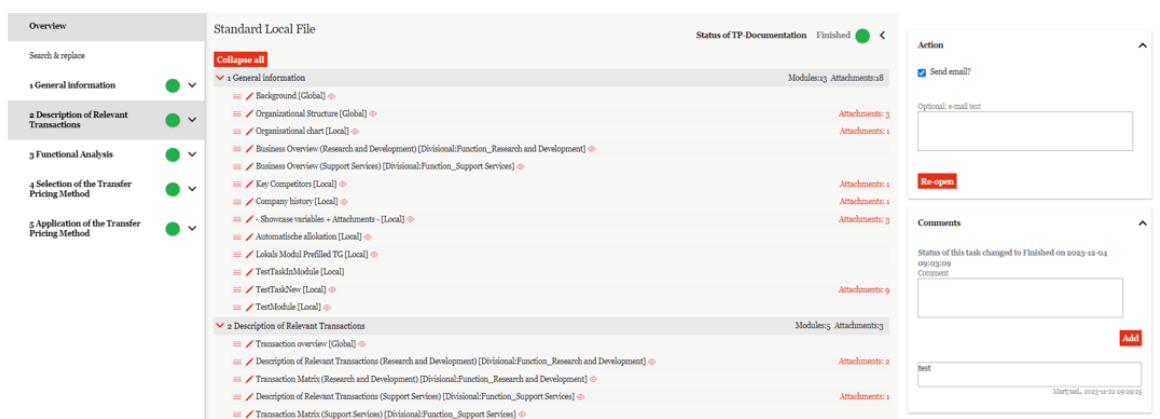 Overview
Search & replace
1 General information
2 Description of Relevant
Transactions
3 Functional Analysis
4 Selection of the Transfer
Pricing Method
5 Application of the Transfer
Pricing Method
Standard Local File
Status of TP-Documentation Finished
Collapse all
1 General information Modules:13 Attachments:18
Background [Global]
Organizational Structure [Global] Attachments: 3
Organisational chart [Local] Attachments: 1
Business Overview (Research and Development) [Divisional:Function_Research and Development]
Business Overview (Support Services) [Divisional:Function_Support Services]
Key Competitors [Local] Attachments: 1
Company history [Local] Attachments: 1
- Showcase variables + Attachments - [Local] Attachments: 3
Automatische allokation [Local]
Lokals Modul Prefilled TG [Local]
TestTaskInModule [Local]
TestTaskNew [Local] Attachments: 9
TestModule [Local]
2 Description of Relevant Transactions Modules:5 Attachments:3
Transaction overview [Global]
Description of Relevant Transactions (Research and Development) [Divisional:Function_Research and Development] Attachments: 2
Transaction Matrix (Research and Development) [Divisional:Function_Research and Development]
Description of Relevant Transactions (Support Services) [Divisional:Function_Support Services] Attachments: 1
Transaction Matrix (Support Services) [Divisional:Function_Support Services]
Action
Send email?
Optional: e-mail text
Re-open
Comments
Status of this task changed to Finished on 2023-12-04
09:03:09
Comment
Add
test
MartynaL, 2023-11-22 09:29:25